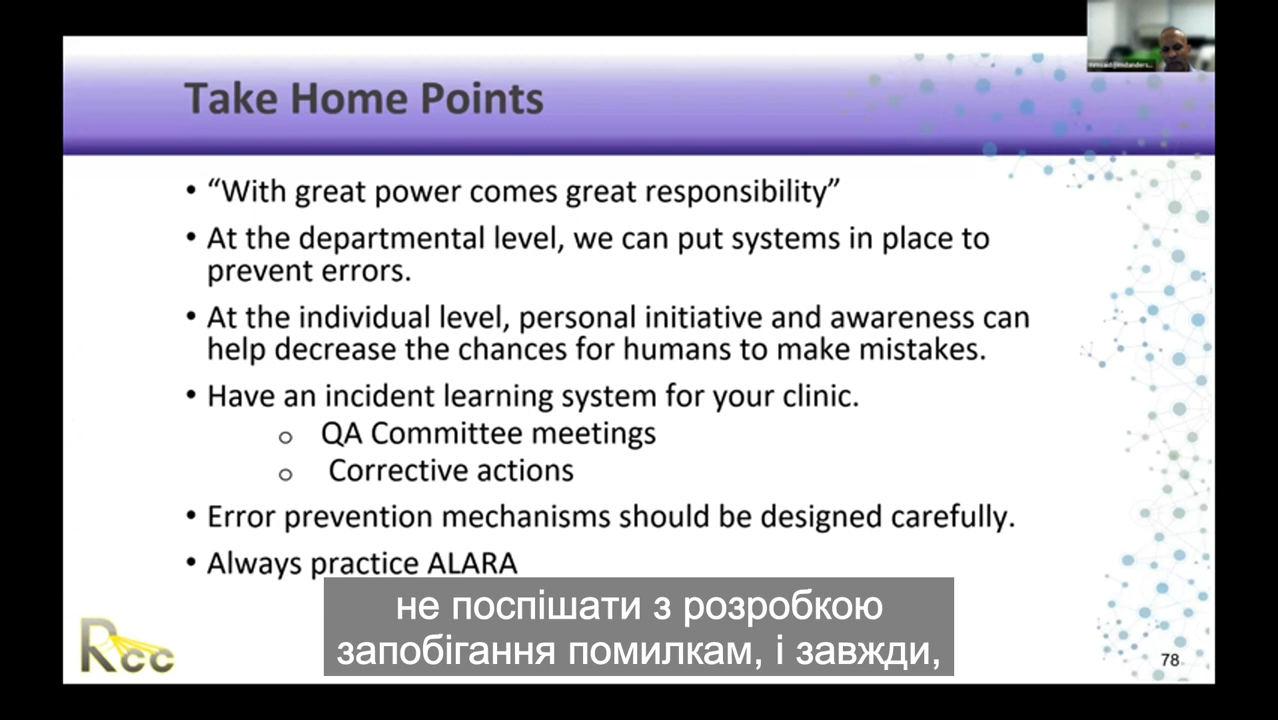 Take Home Points
• “With great power comes great responsibility”
• At the departmental level, we can put systems in place to
prevent errors.
• At the individual level, personal initiative and awareness can
help decrease the chances for humans to make mistakes.
• Have an incident learning system for your clinic.
o QA Committee meetings
o Corrective actions
• Error prevention mechanisms should be designed carefully.
• Always practice ALARA
не поспішати з розробкою
запобігання помилкам, і завжди,
Rcc
78